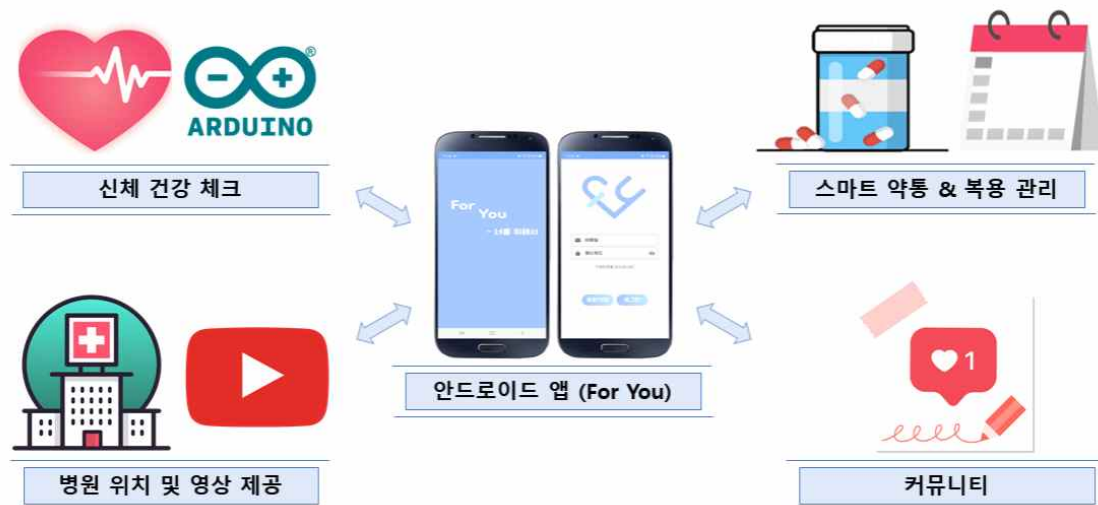 ARDUINO
신체 건강 체크
스마트 약통 & 복용 관리
For
You
안드로이드 앱 (For You)
1
병원 위치 및 영상 제공
커뮤니티